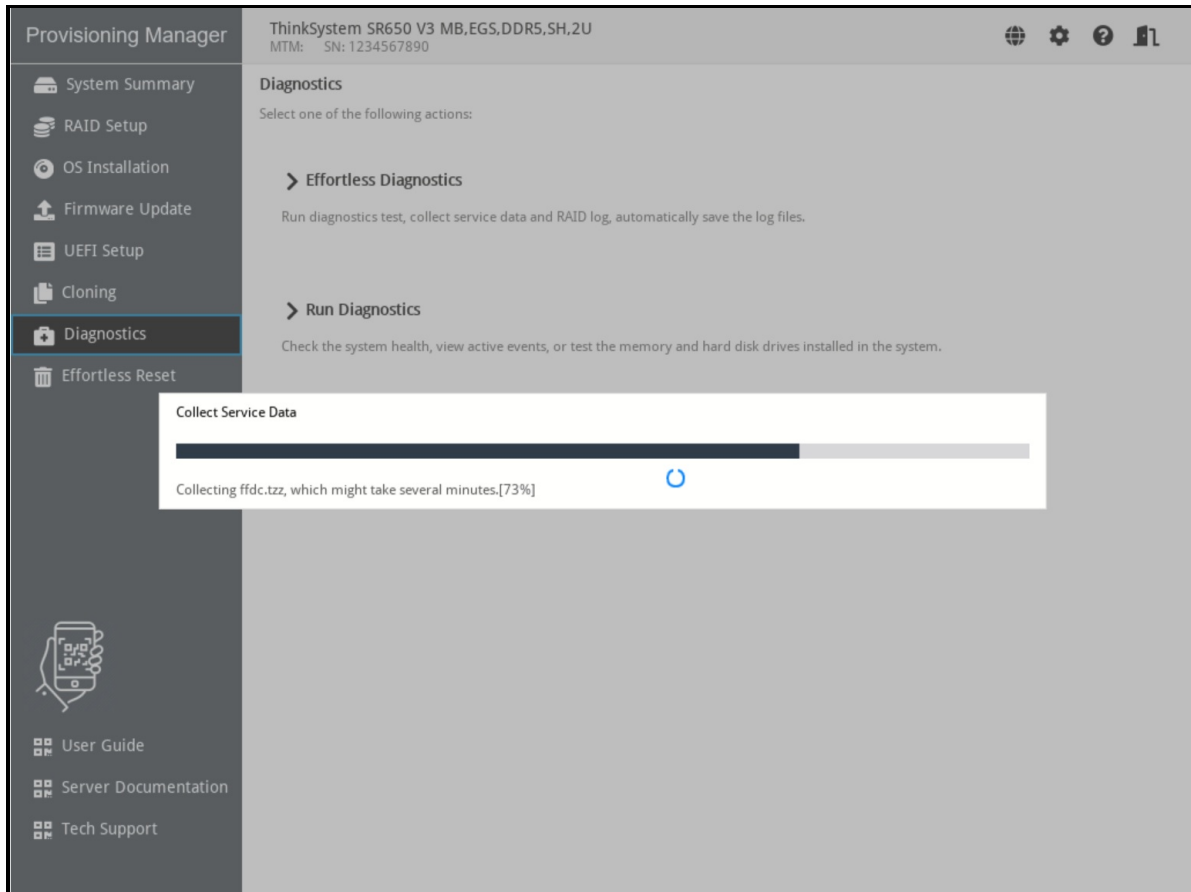 Provisioning Manager
ThinkSystem SR650 V3 MB,EGS,DDR5,SH,2U
MTM: SN: 1234567890
System Summary
RAID Setup
OS Installation
Firmware Update
UEFI Setup
Cloning
Diagnostics
Effortless Reset
Diagnostics
Select one of the following actions:
Effortless Diagnostics
Run diagnostics test, collect service data and RAID log, automatically save the log files.
Run Diagnostics
Check the system health, view active events, or test the memory and hard disk drives installed in the system.
Collect Service Data
Collecting ffdc.tzz, which might take several minutes.[73%]
User Guide
Server Documentation
Tech Support